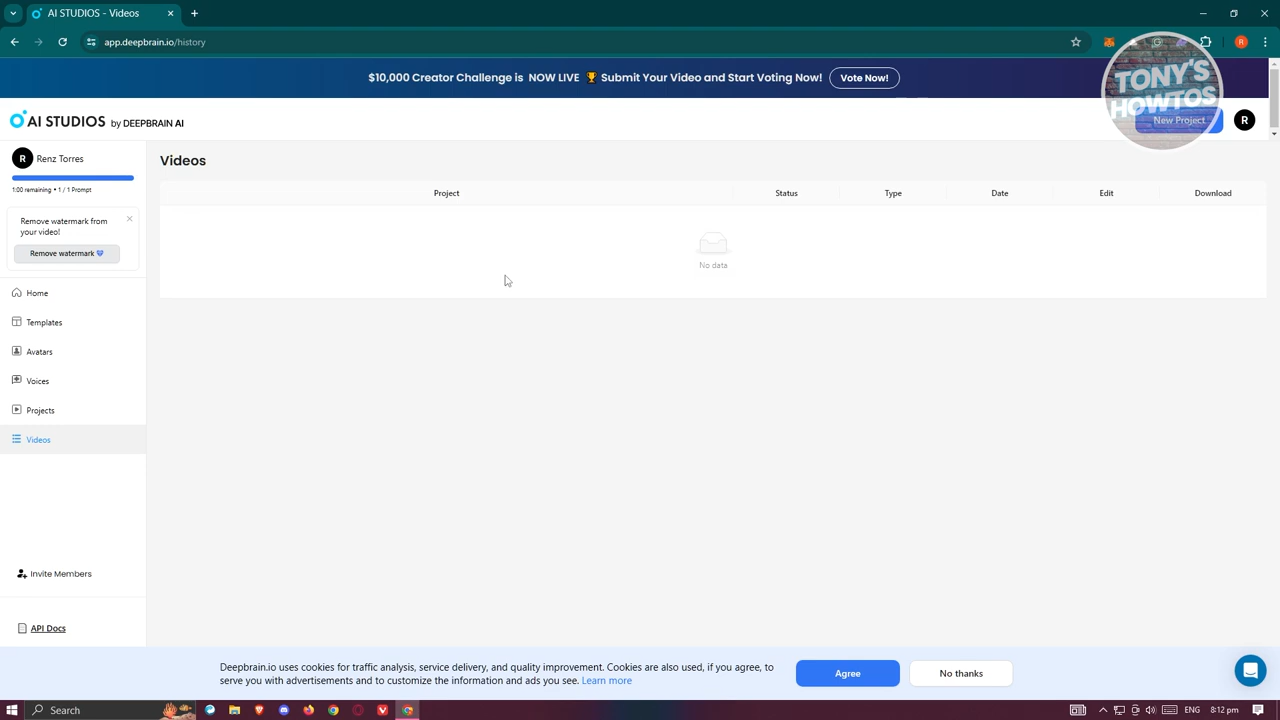 AI STUDIOS - Videos
app.deepbrain.io/history
R
$10,000 Creator Challenge is NOW LIVE 🏆 Submit Your Video and Start Voting Now!
Vote Now!
TONY'S
HOWTOS
AI STUDIOS by DEEPBRAIN AI
New Project
R
R
Renz Torres
1:00 remaining • 1 / 1 Prompt
Remove watermark from
your video!
Remove watermark
Home
Templates
Avatars
Voices
Projects
Videos
Invite Members
API Docs
Videos
Project Status Type Date Edit Download
No data
Deepbrain.io uses cookies for traffic analysis, service delivery, and quality improvement. Cookies are also used, if you agree, to
serve you with advertisements and to customize the information and ads you see. Learn more
Agree
No thanks
Search
ENG
8:12 pm